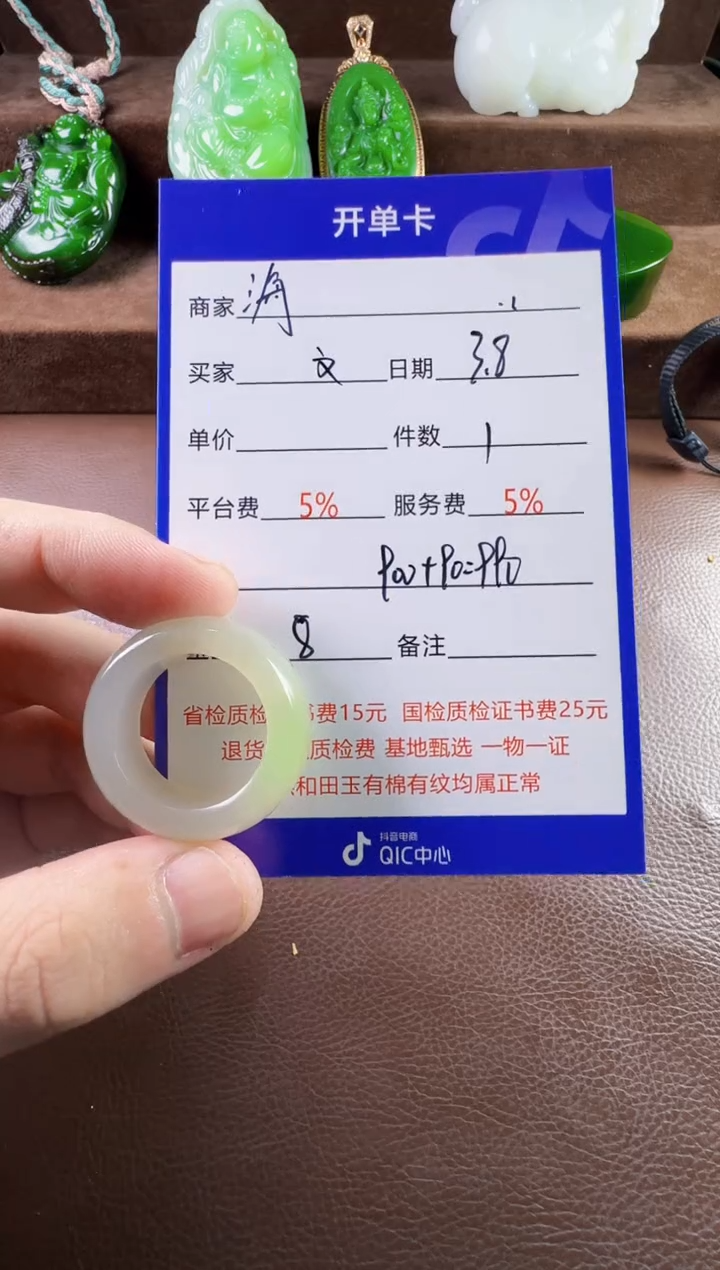 开单卡
商家 海
买家 文 日期 3.8
单价 件数 1
平台费 5% 服务费 5%
8 备注
省检质检 书费15元 国检质检证书费25元
退货 质检费 基地甄选 一物一证
和田玉有棉有纹均属正常
抖音电商
QIC中心